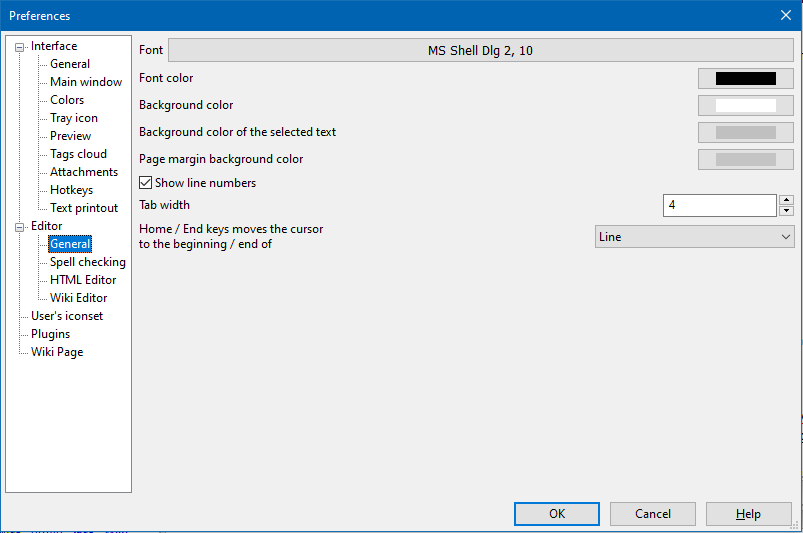 Preferences
Interface
General
Main window
Colors
Tray icon
Preview
Tags cloud
Attachments
Hotkeys
Text printout
Editor
General
Spell checking
HTML Editor
Wiki Editor
User's iconset
Plugins
Wiki Page
Font MS Shell Dlg 2, 10
Font color
Background color
Background color of the selected text
Page margin background color
Show line numbers
Tab width 4
Home / End keys moves the cursor
to the beginning / end of Line
OK Cancel Help